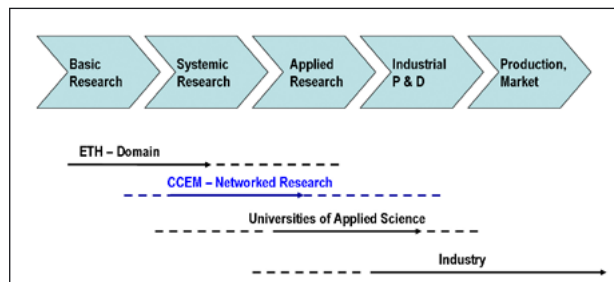 Basic
Research
Systemic
Research
Applied
Research
Industrial
P & D
Production,
Market
ETH – Domain
CCEM – Networked Research
Universities of Applied Science
Industry